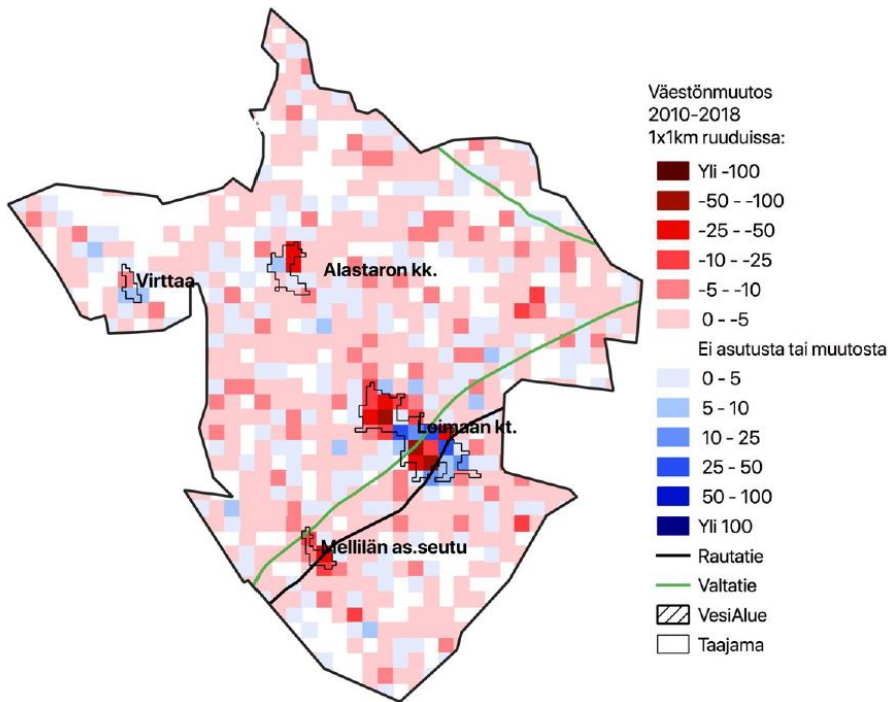 Väestönmuutos
2010-2018
1x1km ruuduissa:
Yli -100
-50 - -100
-25 - -50
-10 - -25
-5 - -10
0 - -5
Ei asutusta tai muutosta
0 - 5
5 - 10
10 - 25
25 - 50
50 - 100
Yli 100
Rautatie
Valtatie
VesiAlue
Taajama
Virttaa
Alastaron kk.
Loimaan kt.
Mellilän as.seutu